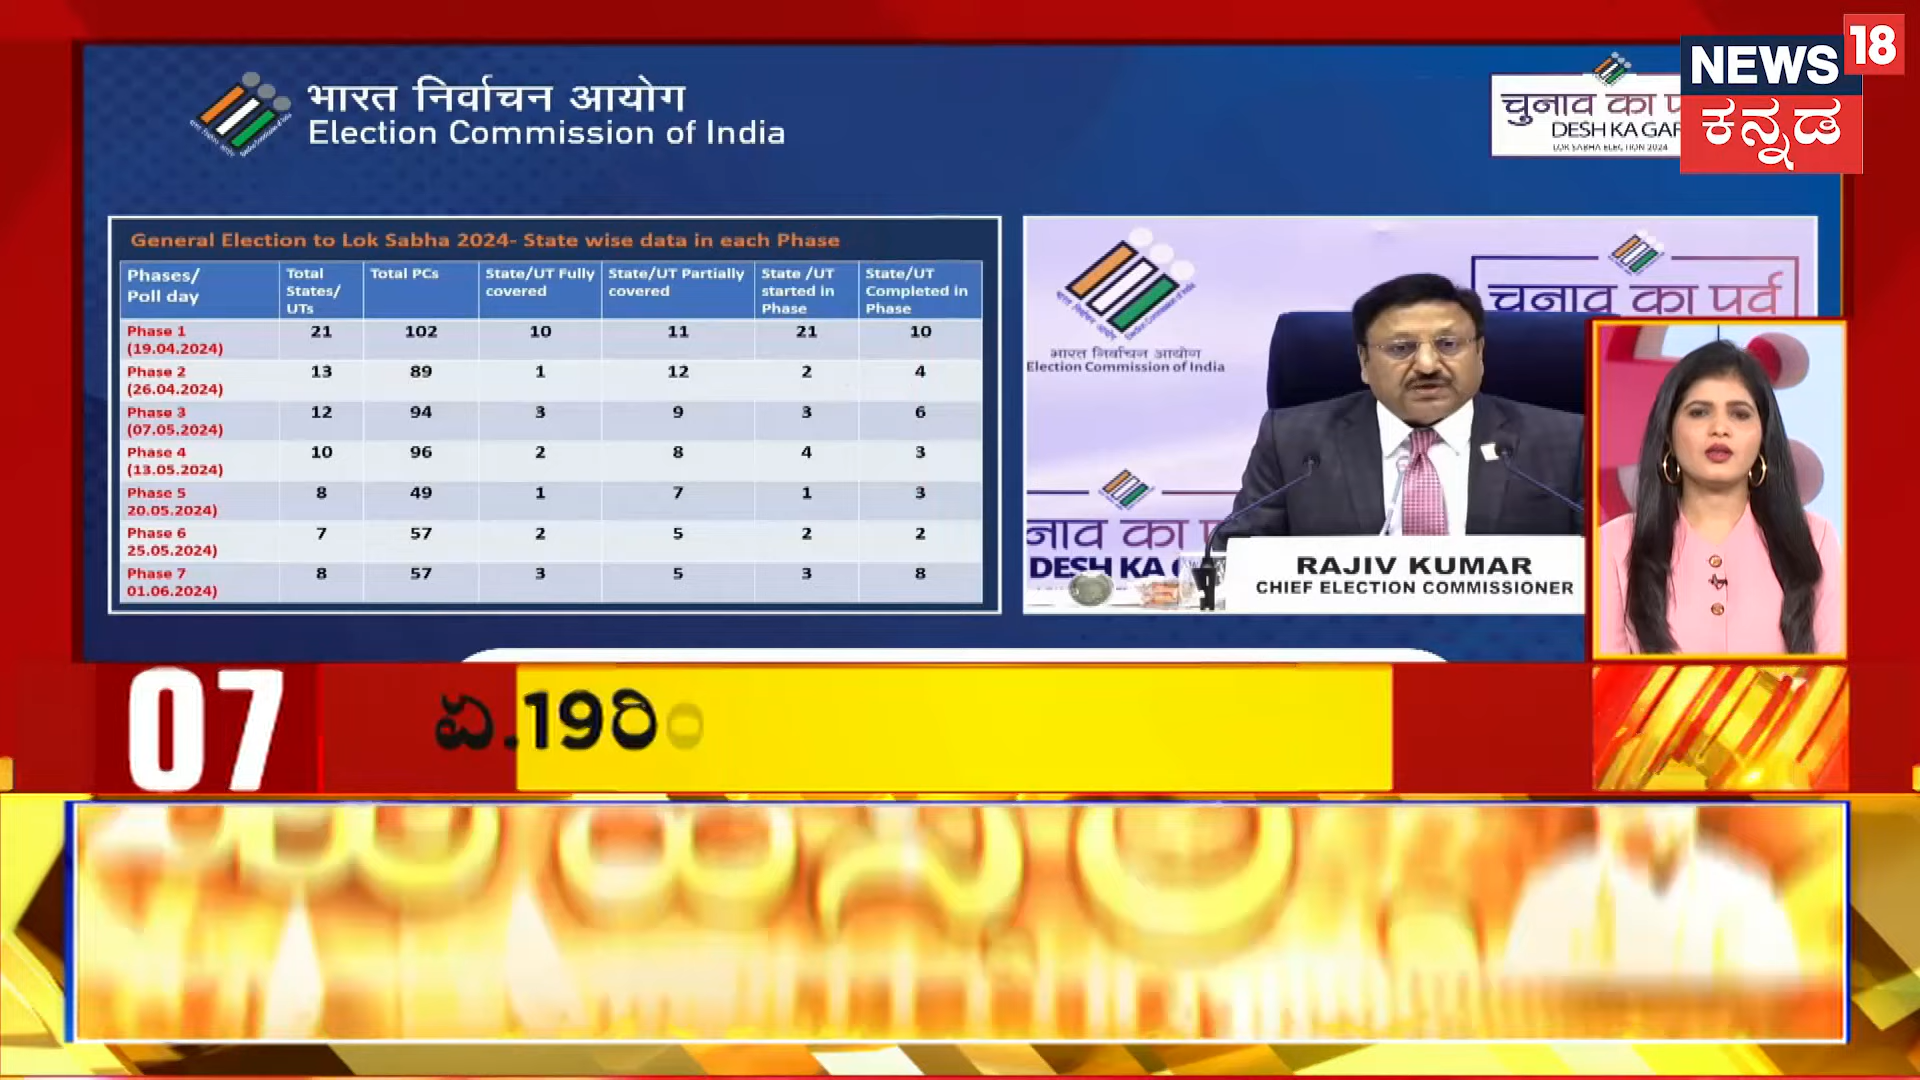 NEWS 18
ಕನ್ನಡ
भारत निर्वाचन आयोग
Election Commission of India
चुनाव का
DESH KA
LOK SABHA ELECTION 2024
General Election to Lok Sabha 2024- State wise data in each Phase
Phases/ Poll day Total States/ UTs Total PCs State/UT Fully covered State/UT Partially covered State /UT started in Phase State/UT Completed in Phase
Phase 1 (19.04.2024) 21 102 10 11 21 10
Phase 2 (26.04.2024) 13 89 1 12 2 4
Phase 3 (07.05.2024) 12 94 3 9 3 6
Phase 4 (13.05.2024) 10 96 2 8 4 3
Phase 5 20.05.2024) 8 49 1 7 1 3
Phase 6 25.05.2024) 7 57 2 5 2 2
Phase 7 01.06.2024) 8 57 3 5 3 8
चुनाव का पर्व
भारत निर्वाचन आयोग
Election Commission of India
का
DESH KA
RAJIV KUMAR
CHIEF ELECTION COMMISSIONER
07
ಏ.19ರಿಂ